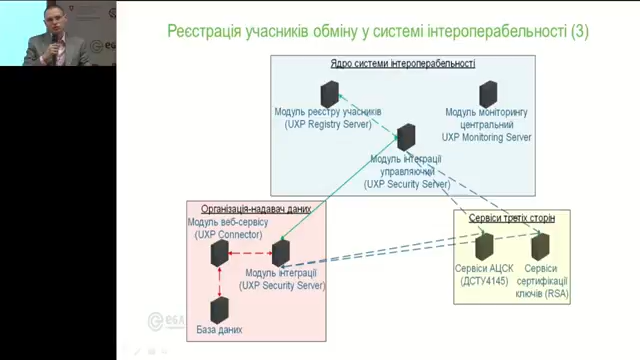 Реєстрація учасників обміну у системі інтероперабельності (3)
Ядро системи інтероперабельності
Модуль реєстру учасників
(UXP Registry Server)
Модуль моніторингу
центральний
UXP Monitoring Server
Модуль інтеграції
управляючий
(UXP Security Server)
Організація-надавач даних
Модуль веб-сервісу
(UXP Connector)
Модуль інтеграції
(UXP Security Server)
База даних
Сервіси третіх сторін
Сервіси АЦСК
(ДСТУ4145)
Сервіси
сертифікації
ключів (RSA)